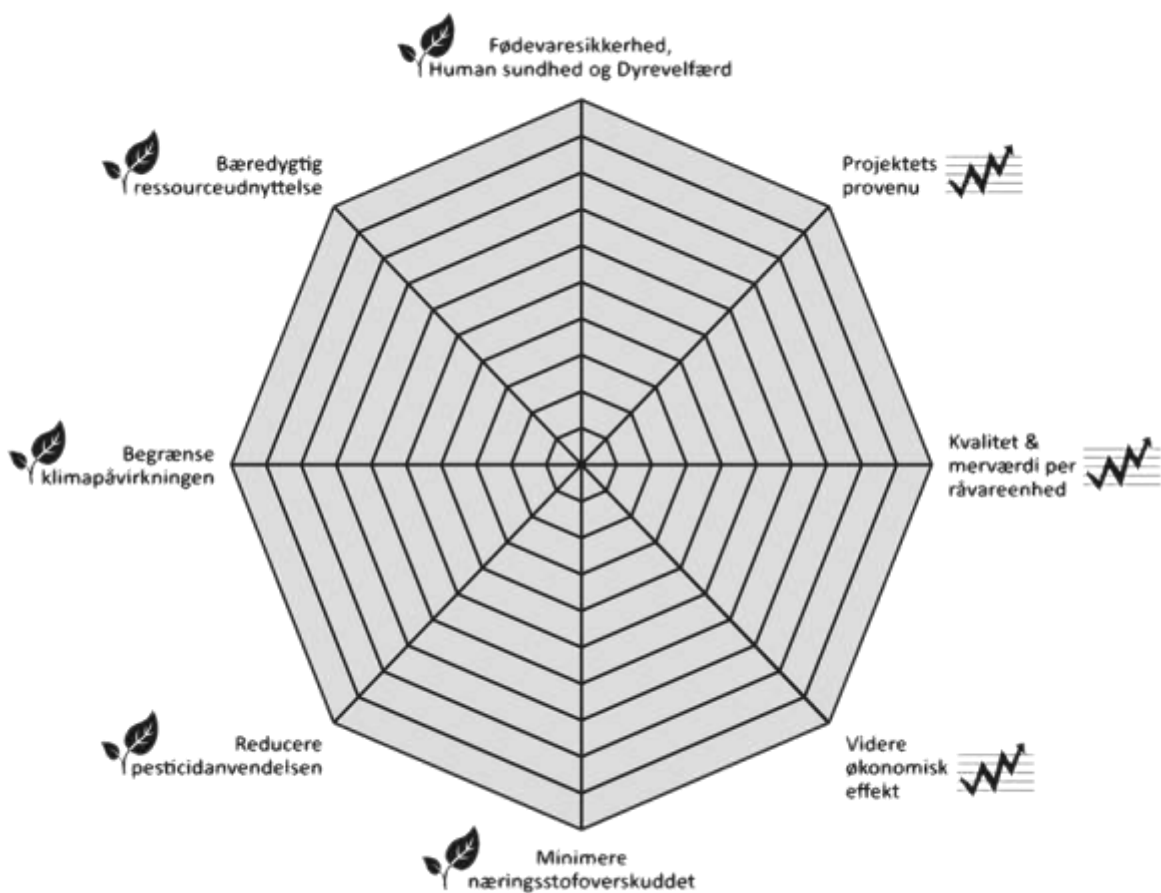 Fødevaresikkerhed,
Human sundhed og Dyrevelfærd
Bæredygtig
ressourceudnyttelse
Projektets
provenu
Begrænse
klimapåvirkningen
Kvalitet &
merværdi per
råvareenhed
Reducere
pesticidanvendelsen
Videre
økonomisk
effekt
Minimere
næringsstofoverskuddet